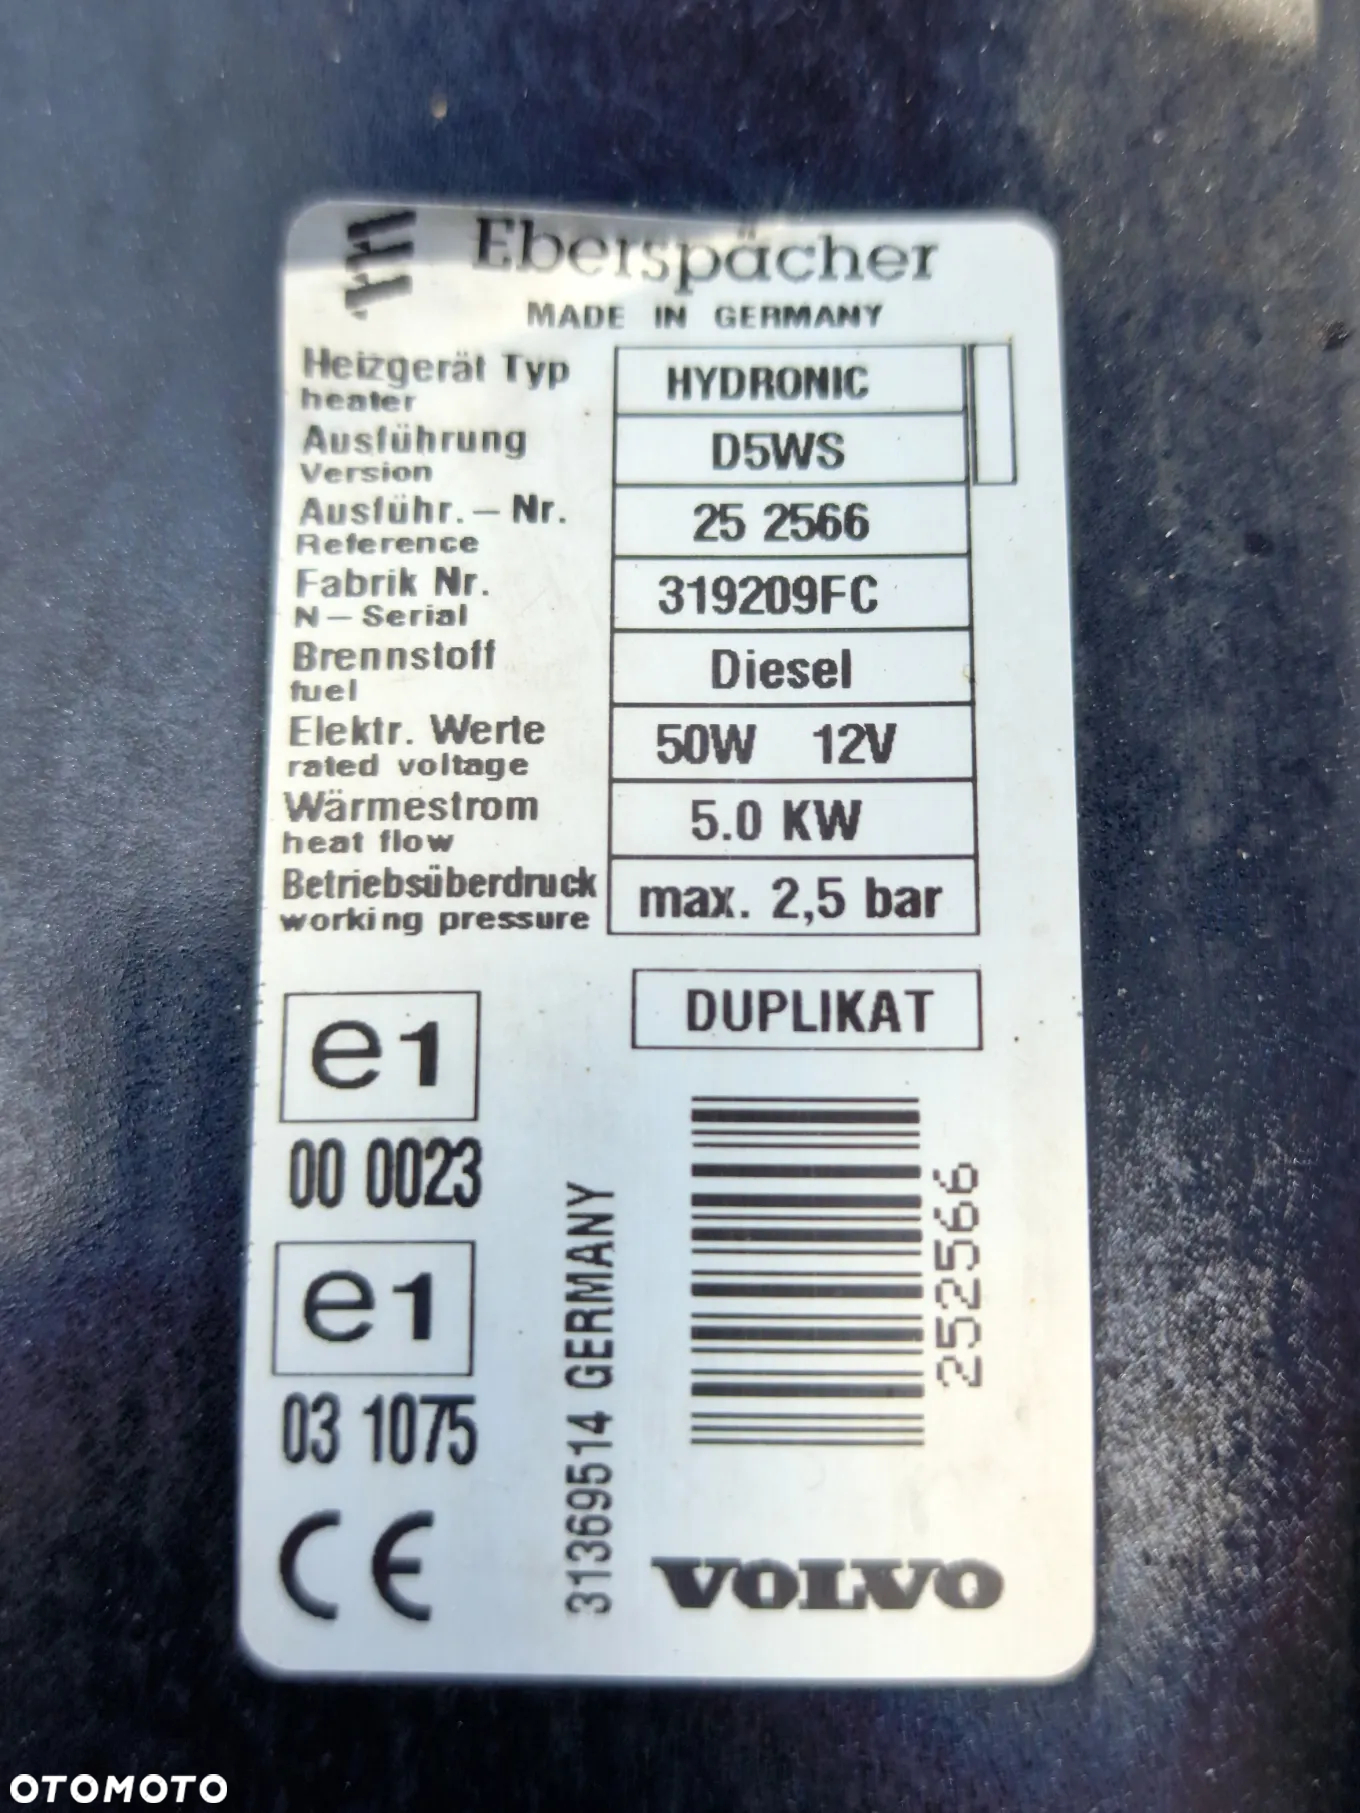 Eberspächer
MADE IN GERMANY
Heizgerät Typ HYDRONIC
heater
Ausführung D5WS
Version
Ausführ.–Nr. 25 2566
Reference
Fabrik Nr. 319209FC
N–Serial
Brennstoff Diesel
fuel
Elektr. Werte 50W 12V
rated voltage
Wärmestrom 5.0 KW
heat flow
Betriebsüberdruck max. 2,5 bar
working pressure
DUPLIKAT
e1
00 0023
e1
03 1075
CE
31369514 GERMANY
252566
VOLVO
OTOMOTO